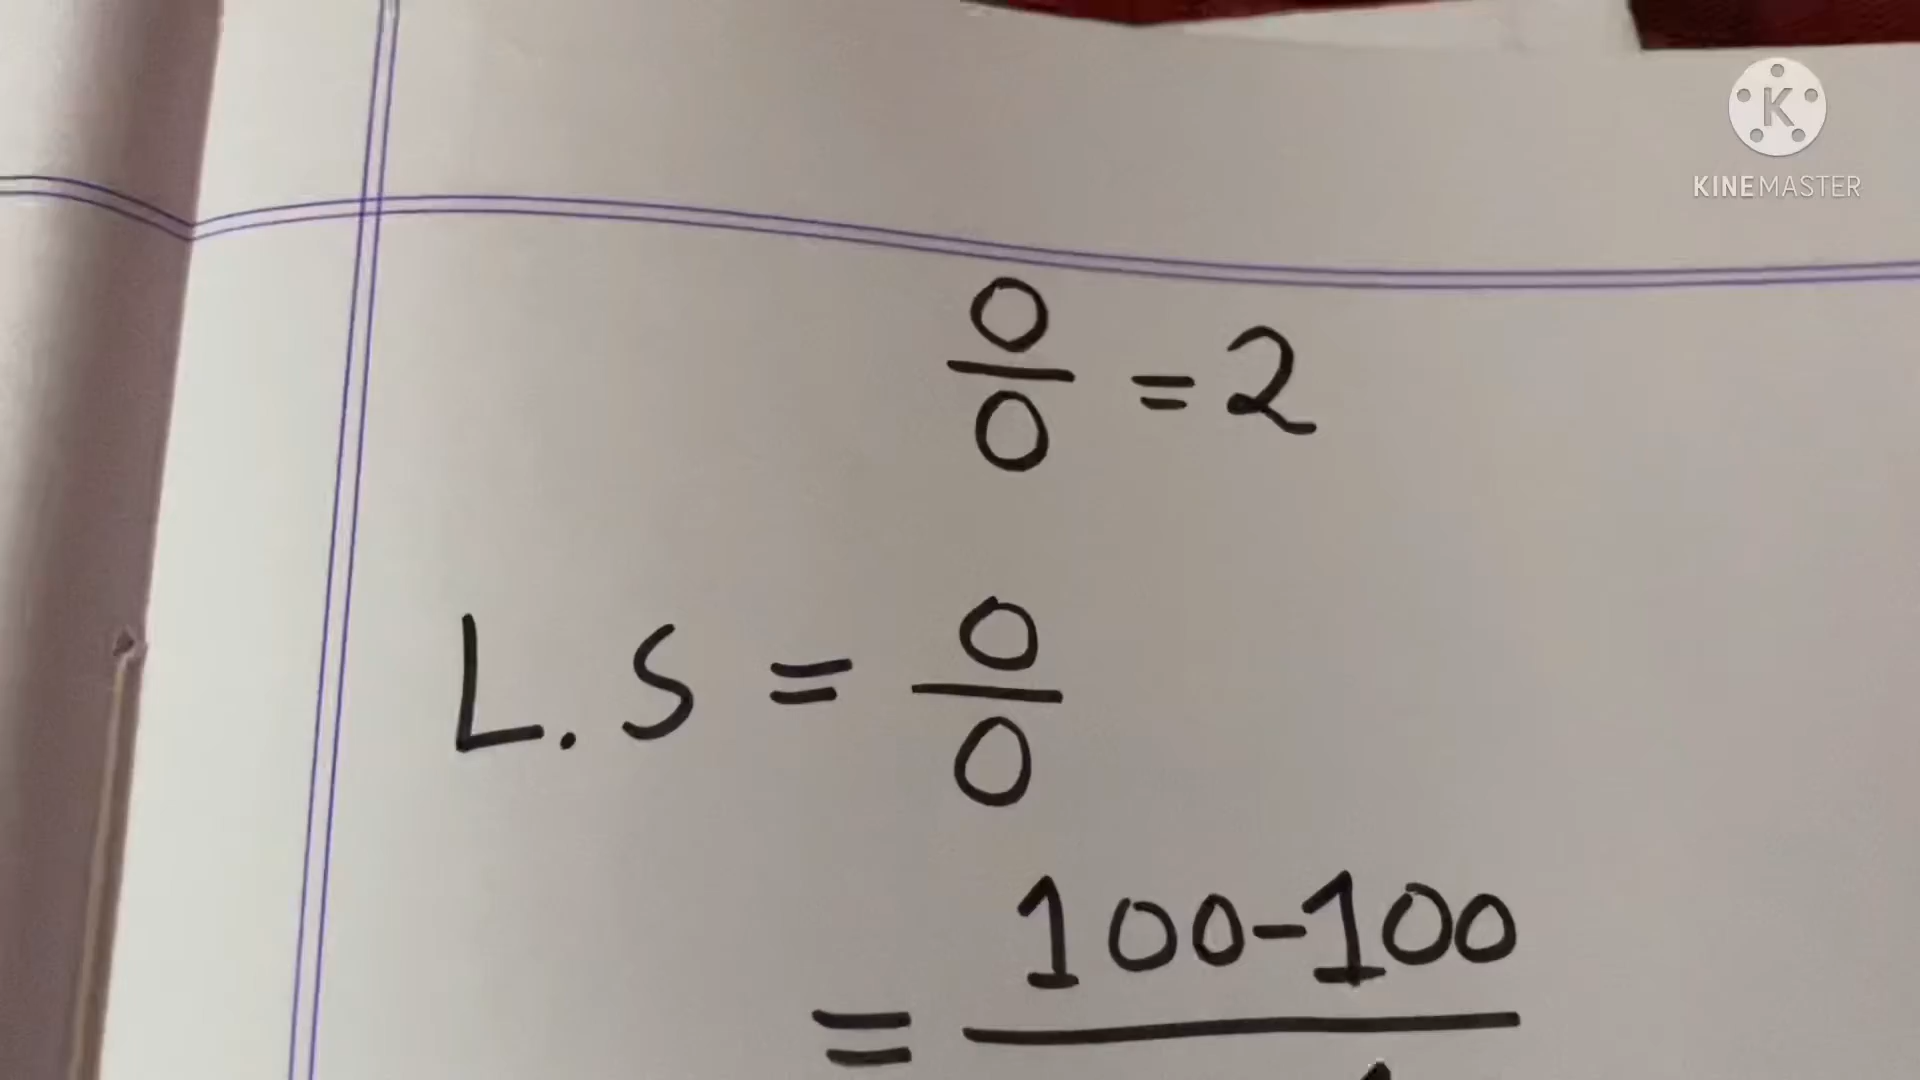 K
KINEMASTER
0/0 = 2
L.S = 0/0
= 100-100